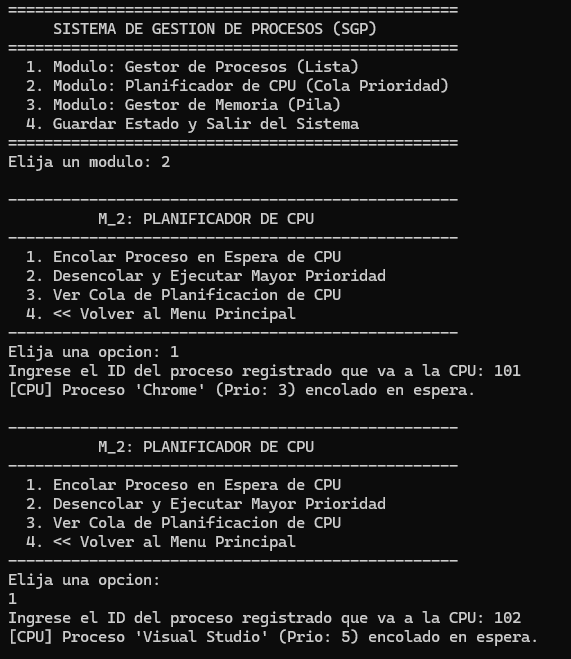 ==================================================
SISTEMA DE GESTION DE PROCESOS (SGP)
==================================================
1. Modulo: Gestor de Procesos (Lista)
2. Modulo: Planificador de CPU (Cola Prioridad)
3. Modulo: Gestor de Memoria (Pila)
4. Guardar Estado y Salir del Sistema
==================================================
Elija un modulo: 2
--------------------------------------------------
M_2: PLANIFICADOR DE CPU
--------------------------------------------------
1. Encolar Proceso en Espera de CPU
2. Desencolar y Ejecutar Mayor Prioridad
3. Ver Cola de Planificacion de CPU
4. << Volver al Menu Principal
--------------------------------------------------
Elija una opcion: 1
Ingrese el ID del proceso registrado que va a la CPU: 101
[CPU] Proceso 'Chrome' (Prio: 3) encolado en espera.
--------------------------------------------------
M_2: PLANIFICADOR DE CPU
--------------------------------------------------
1. Encolar Proceso en Espera de CPU
2. Desencolar y Ejecutar Mayor Prioridad
3. Ver Cola de Planificacion de CPU
4. << Volver al Menu Principal
--------------------------------------------------
Elija una opcion:
1
Ingrese el ID del proceso registrado que va a la CPU: 102
[CPU] Proceso 'Visual Studio' (Prio: 5) encolado en espera.